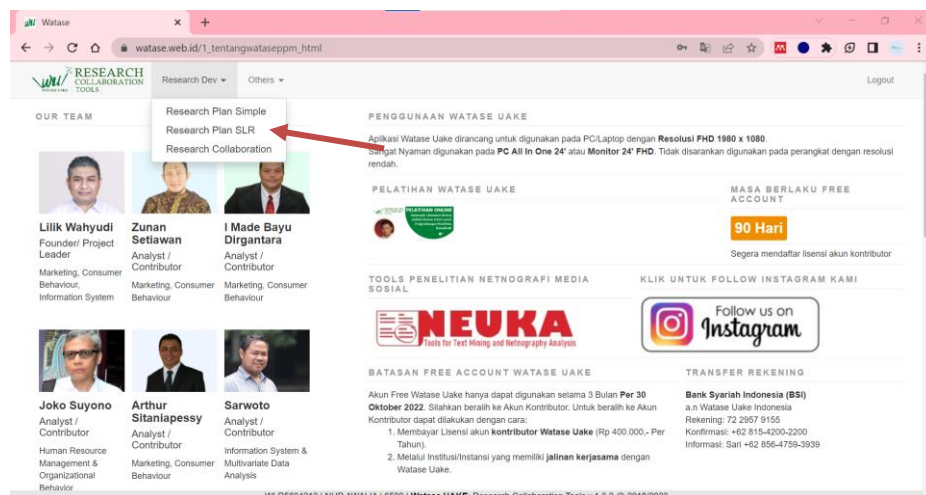 Watase
watase.web.id/1_tentangwataseppm_html
RESEARCH
COLLABORATION
TOOLS
Research Dev
Others
Logout
Research Plan Simple
Research Plan SLR
Research Collaboration
OUR TEAM
Lilik Wahyudi
Founder/ Project
Leader
Marketing, Consumer
Behaviour,
Information System
Zunan
Setiawan
Analyst /
Contributor
Marketing, Consumer
Behaviour
I Made Bayu
Dirgantara
Analyst /
Contributor
Marketing, Consumer
Behaviour
Joko Suyono
Analyst /
Contributor
Human Resource
Management &
Organizational
Behavior
Arthur
Sitaniapessy
Analyst /
Contributor
Marketing, Consumer
Behaviour
Sarwoto
Analyst /
Contributor
Information System &
Multivariate Data
Analysis
PENGGUNAAN WATASE UAKE
Aplikasi Watase Uake dirancang untuk digunakan pada PC/Laptop dengan Resolusi FHD 1980 x 1080.
Sangat Nyaman digunakan pada PC All In One 24' atau Monitor 24' FHD. Tidak disarankan digunakan pada perangkat dengan resolusi
rendah.
PELATIHAN WATASE UAKE
PELATIHAN ONLINE
MASA BERLAKU FREE
ACCOUNT
90 Hari
Segera mendaftar lisensi akun kontributor
TOOLS PENELITIAN NETNOGRAFI MEDIA
SOSIAL
NEUKA
Tools for Text Mining and Netnography Analysis
KLIK UNTUK FOLLOW INSTAGRAM KAMI
Follow us on
Instagram
BATASAN FREE ACCOUNT WATASE UAKE
Akun Free Watase Uake hanya dapat digunakan selama 3 Bulan Per 30
Oktober 2022. Silahkan beralih ke Akun Kontributor. Untuk beralih ke Akun
Kontributor dapat dilakukan dengan cara:
1. Membayar Lisensi akun kontributor Watase Uake (Rp 400.000,- Per
Tahun).
2. Melalui Institusi/Instansi yang memiliki jalinan kerjasama dengan
Watase Uake.
TRANSFER REKENING
Bank Syariah Indonesia (BSI)
a.n Watase Uake Indonesia
Rekening: 72 2957 9155
Konfirmasi: +62 815-4200-2200
Informasi: Sari +62 856-4759-3939